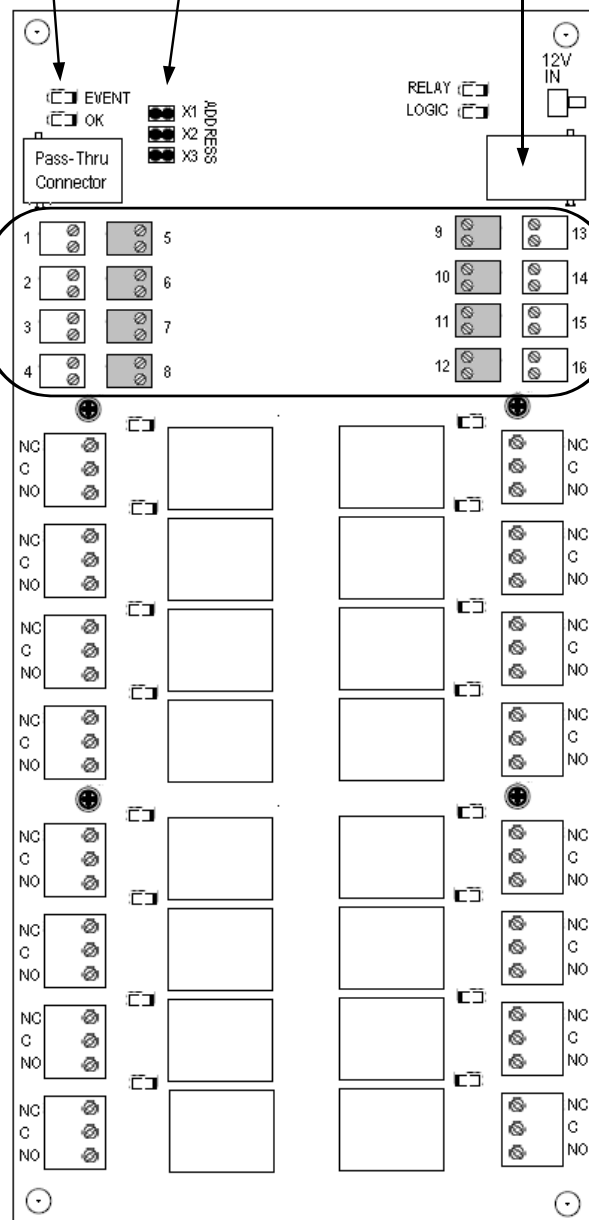 12V
IN
EVENT
OK
X1
X2
X3
ADDRESS
RELAY
LOGIC
Pass-Thru
Connector
1 5 9 13
2 6 10 14
3 7 11 15
4 8 12 16
NC NC
C C
NO NO
NC NC
C C
NO NO
NC NC
C C
NO NO
NC NC
C C
NO NO
NC NC
C C
NO NO
NC NC
C C
NO NO
NC NC
C C
NO NO
NC NC
C C
NO NO